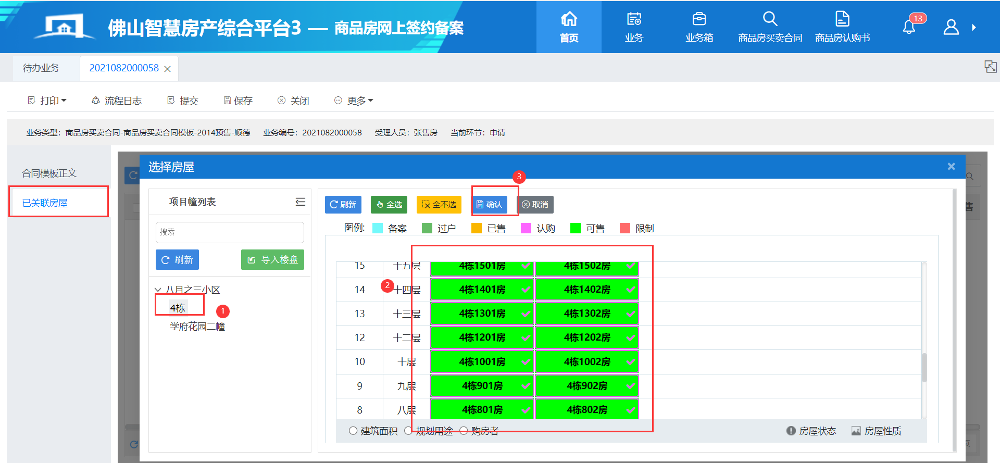 佛山智慧房产综合平台3 — 商品房网上签约备案
首页
业务
业务箱
商品房买卖合同
商品房认购书
13
待办业务
2021082000058
打印
流程日志
提交
保存
关闭
更多
业务类型：商品房买卖合同-商品房买卖合同模板-2014预售-顺德 业务编号：2021082000058 受理人员：张售房 当前环节：申请
合同模板正文
已关联房屋
选择房屋
3
项目幢列表
搜索
刷新
导入楼盘
八月之三小区
4栋
1
学府花园二幢
刷新
全选
全不选
确认
取消
图例: 备案 过户 已售 认购 可售 限制
15 十五层 4栋1501房 4栋1502房
2
14 十四层 4栋1401房 4栋1402房
13 十三层 4栋1301房 4栋1302房
12 十二层 4栋1201房 4栋1202房
10 十层 4栋1001房 4栋1002房
9 九层 4栋901房 4栋902房
8 八层 4栋801房 4栋802房
建筑面积 规划用途 购房者
房屋状态 房屋性质
售
页